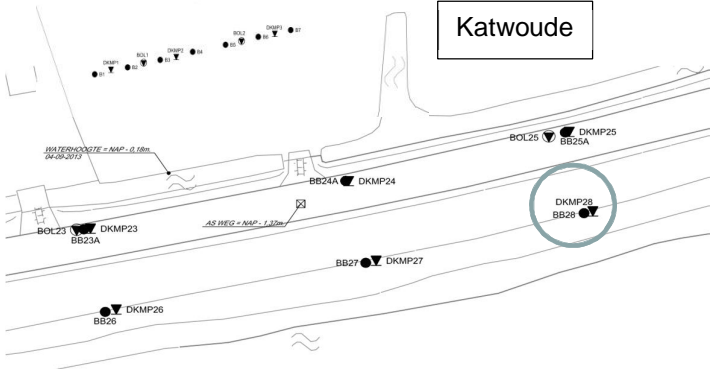 Katwoude
B1 DKMP1 B2 BOL1 B3 DKMP2 B4 B5 BOL2 B6 DKMP3 B7
WATERHOOGTE = NAP - 0,18m.
04-09-2013
BOL25 DKMP25
BB25A
BB24A DKMP24
DKMP28
BB28
AS WEG = NAP - 1,37m
BOL23 DKMP23
BB23A
BB27 DKMP27
DKMP26
BB26